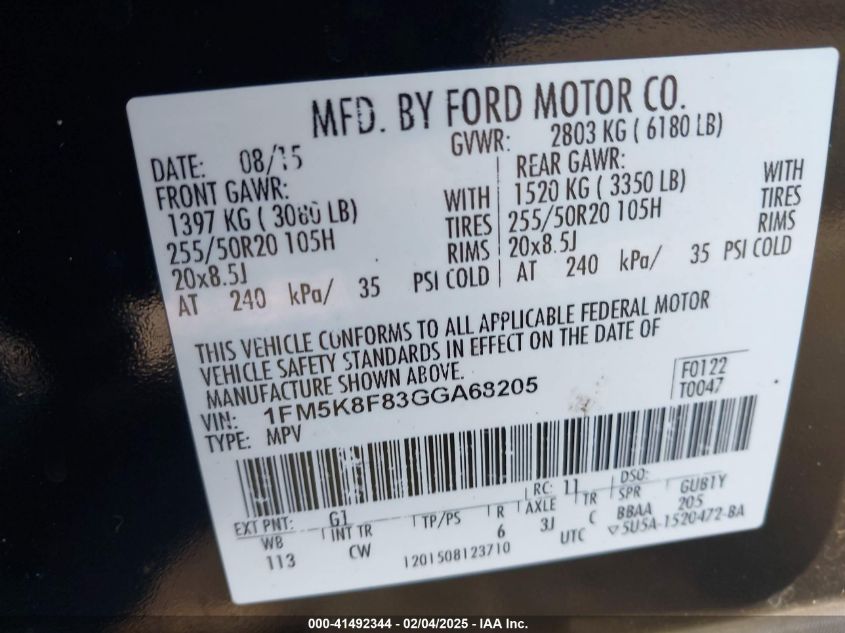 MFD. BY FORD MOTOR CO.
DATE: 08/15 GVWR: 2803 KG ( 6180 LB)
FRONT GAWR: REAR GAWR:
1397 KG ( 3080 LB) WITH 1520 KG ( 3350 LB) WITH
255/50R20 105H TIRES 255/50R20 105H TIRES
20x8.5J RIMS 20x8.5J RIMS
AT 240 kPa/ 35 PSI COLD AT 240 kPa/ 35 PSI COLD
THIS VEHICLE CONFORMS TO ALL APPLICABLE FEDERAL MOTOR
VEHICLE SAFETY STANDARDS IN EFFECT ON THE DATE OF
MANUFACTURE SHOWN ABOVE.
VIN: 1FM5K8F83GGA68205 F0122
TYPE: MPV T0047
EXT PNT: G1 RC: 11 DSO:
WB INT TR TP/PS R AXLE TR SPR GUB1Y
113 CW 6 3J C BBAA 205
1201508123710 UTC ▽5U5A-1520472-BA
000-41492344 — 02/04/2025 — IAA Inc.